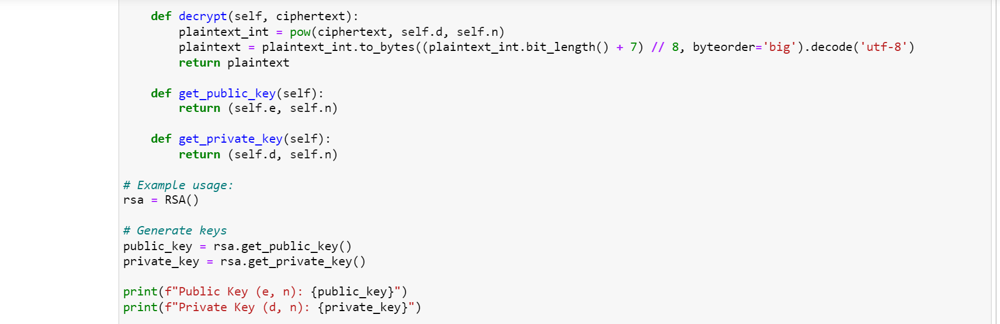 def decrypt(self, ciphertext):
        plaintext_int = pow(ciphertext, self.d, self.n)
        plaintext = plaintext_int.to_bytes((plaintext_int.bit_length() + 7) // 8, byteorder='big').decode('utf-8')
        return plaintext

    def get_public_key(self):
        return (self.e, self.n)

    def get_private_key(self):
        return (self.d, self.n)

# Example usage:
rsa = RSA()

# Generate keys
public_key = rsa.get_public_key()
private_key = rsa.get_private_key()

print(f"Public Key (e, n): {public_key}")
print(f"Private Key (d, n): {private_key}")